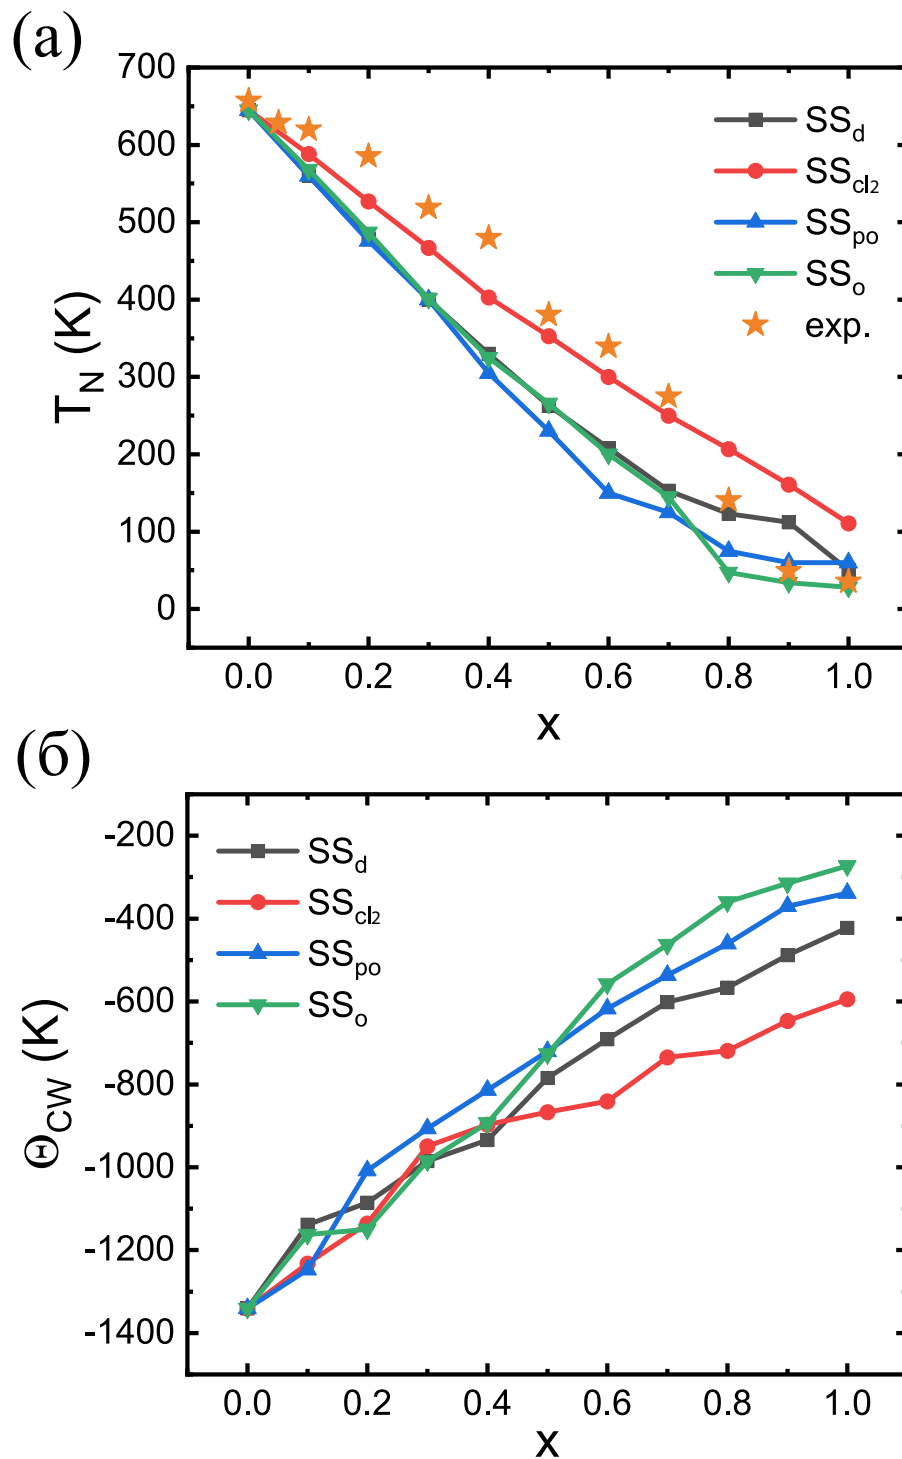 (а)
700
600
500
400
300
200
100
0
T_N (K)
SS_d
SS_cl2
SS_po
SS_o
exp.
0.0 0.2 0.4 0.6 0.8 1.0
x
(б)
-200
-400
-600
-800
-1000
-1200
-1400
Θ_CW (K)
SS_d
SS_cl2
SS_po
SS_o
0.0 0.2 0.4 0.6 0.8 1.0
x